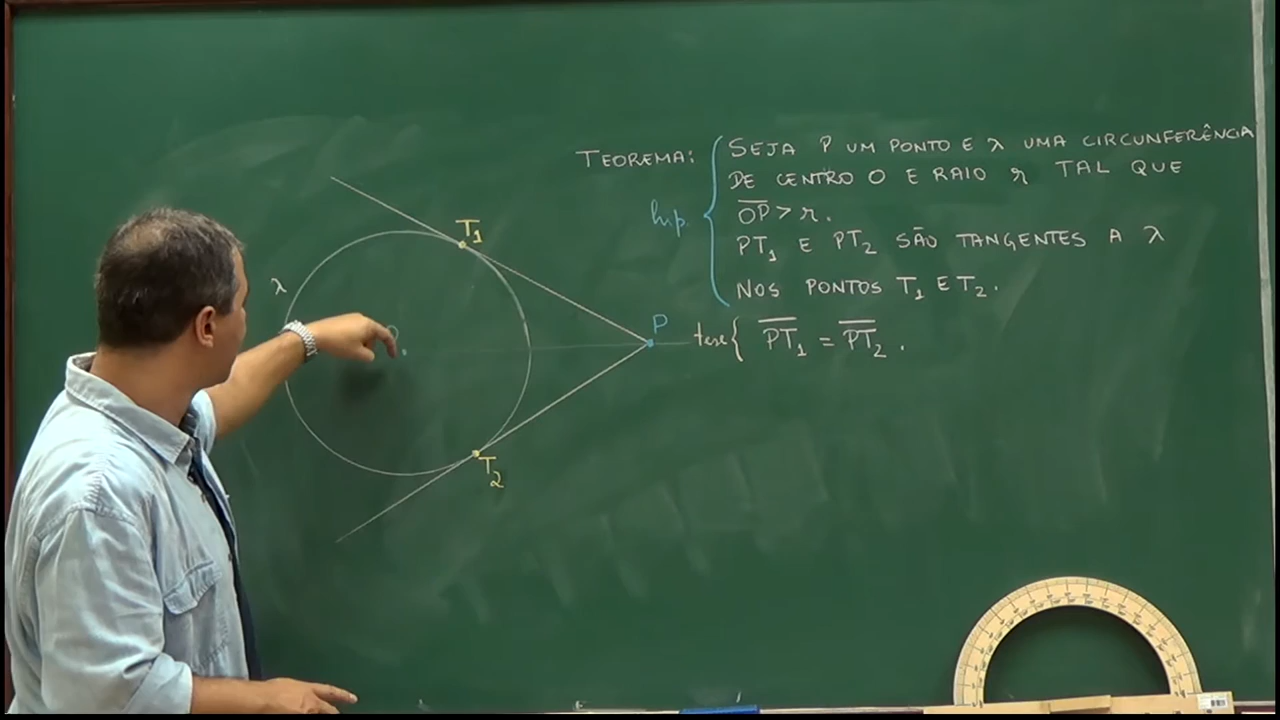 TEOREMA: SEJA P UM PONTO E λ UMA CIRCUNFERÊNCIA
DE CENTRO O E RAIO r TAL QUE
hip. OP > r.
PT1 E PT2 SÃO TANGENTES A λ
NOS PONTOS T1 E T2.
tese { PT1 = PT2.
T1
λ
O
P
T2